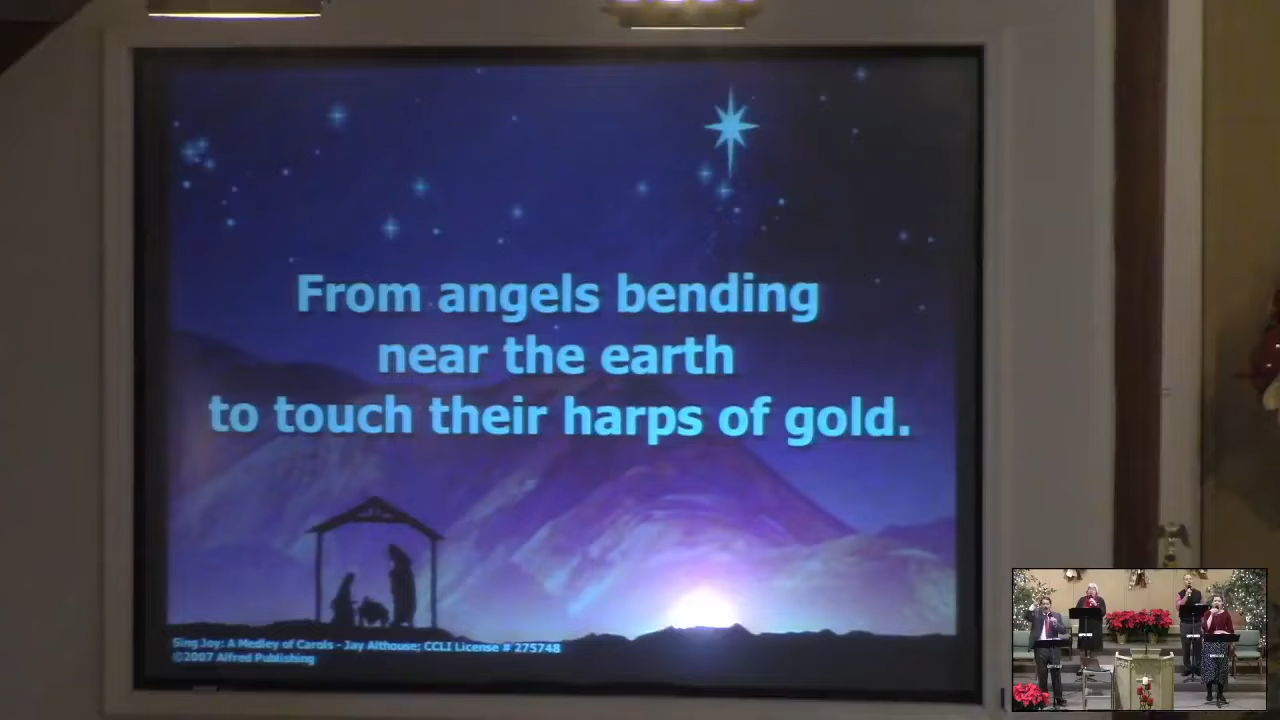 From angels bending
near the earth
to touch their harps of gold.
Sing Joy: A Medley of Carols - Jay Althouse; CCLI License # 275748
©2007 Alfred Publishing